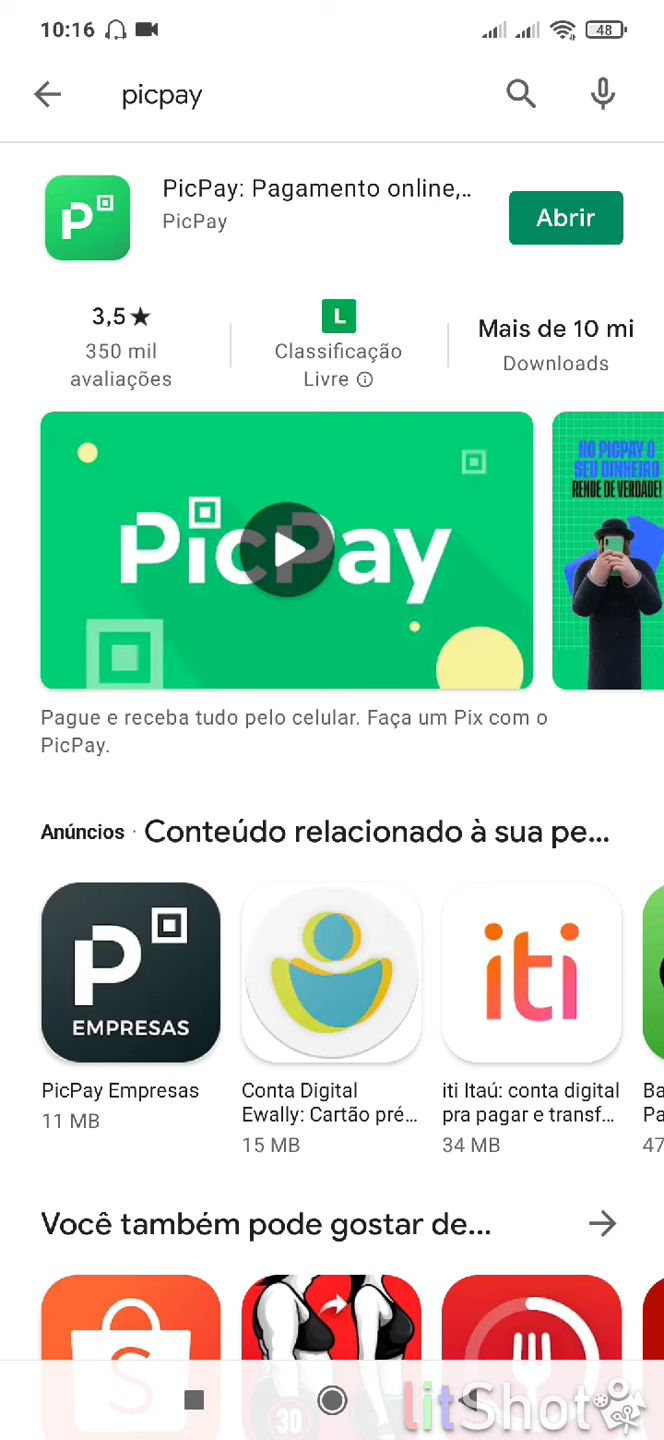 10:16
48
picpay
PicPay: Pagamento online,..
PicPay
Abrir
3,5★
350 mil
avaliações
L
Classificação
Livre
Mais de 10 mi
Downloads
PicPay
NO PICPAY O
SEU DINHEIRO
RENDE DE VERDADE!
Pague e receba tudo pelo celular. Faça um Pix com o
PicPay.
Anúncios · Conteúdo relacionado à sua pe...
P
EMPRESAS
iti
PicPay Empresas
11 MB
Conta Digital
Ewally: Cartão pré...
15 MB
iti Itaú: conta digital
pra pagar e transf...
34 MB
Ba
Pa
47
Você também pode gostar de...
S
30
litShot